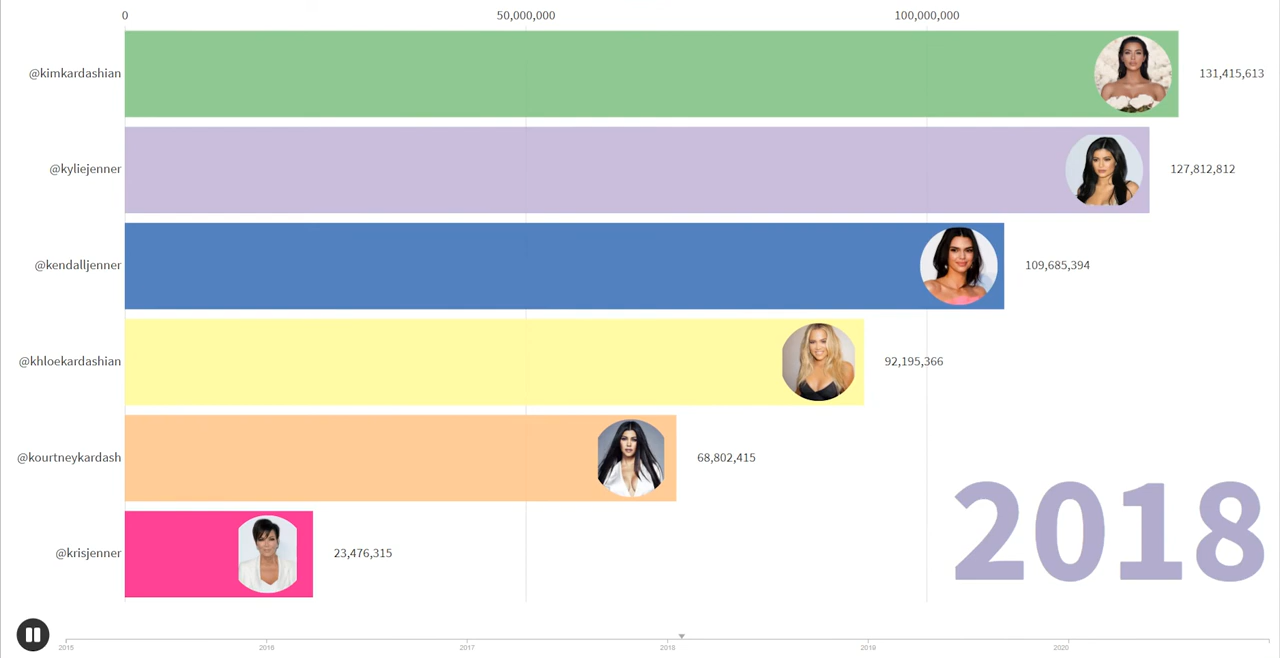 0 50,000,000 100,000,000
@kimkardashian 131,415,613
@kyliejenner 127,812,812
@kendalljenner 109,685,394
@khloekardashian 92,195,366
@kourtneykardash 68,802,415
@krisjenner 23,476,315
2018
2015 2016 2017 2018 2019 2020